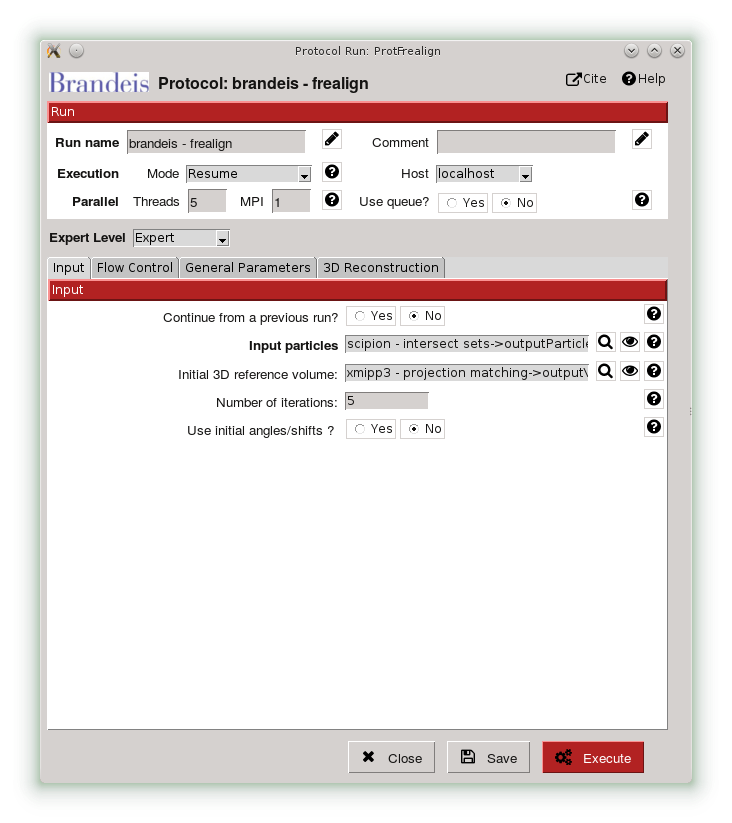 Protocol Run: ProtFrealign
Brandeis Protocol: brandeis - frealign Cite Help
Run
Run name brandeis - frealign Comment
Execution Mode Resume Host localhost
Parallel Threads 5 MPI 1 Use queue? Yes No
Expert Level Expert
Input Flow Control General Parameters 3D Reconstruction
Input
Continue from a previous run? Yes No
Input particles scipion - intersect sets->outputParticle
Initial 3D reference volume: xmipp3 - projection matching->output
Number of iterations: 5
Use initial angles/shifts ? Yes No
Close Save Execute